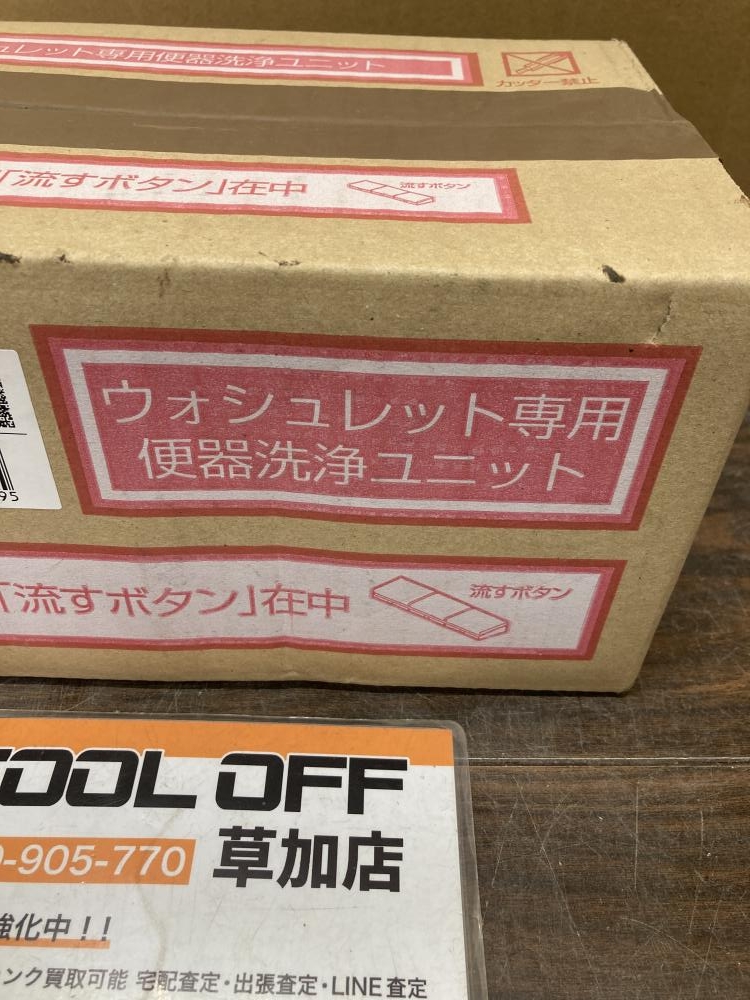 ュレット専用便器洗浄ユニット
カッター禁止
「流すボタン」在中
流すボタン
ウォシュレット専用
便器洗浄ユニット
95
「流すボタン」在中
流すボタン
TOOL OFF
0-905-770 草加店
強化中!!
ンク買取可能 宅配査定・出張査定・LINE査定